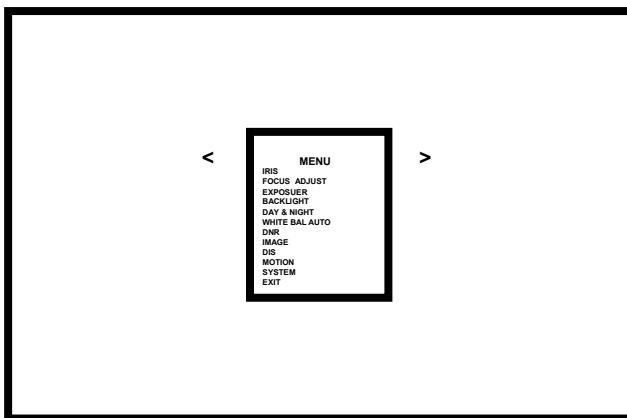 < MENU >
IRIS
FOCUS ADJUST
EXPOSUER
BACKLIGHT
DAY & NIGHT
WHITE BAL AUTO
DNR
IMAGE
DIS
MOTION
SYSTEM
EXIT